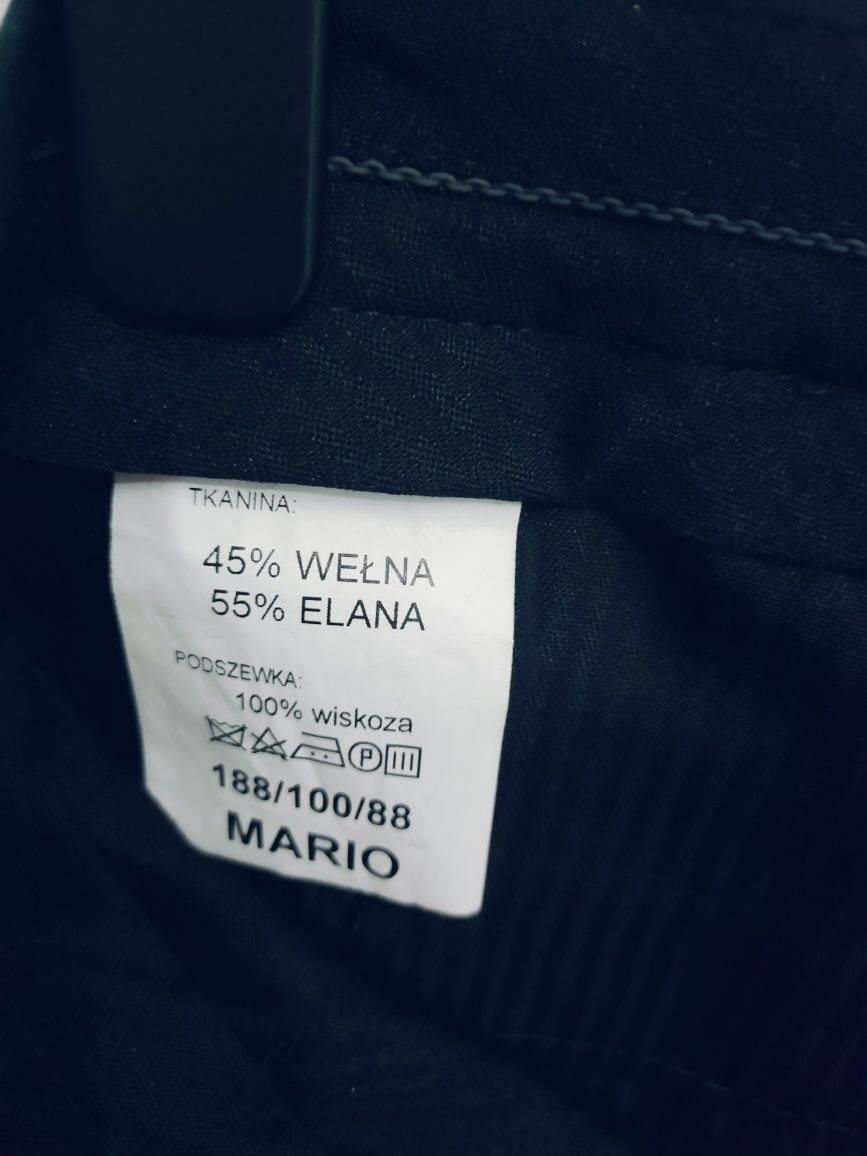 TKANINA:
45% WEŁNA
55% ELANA
PODSZEWKA:
100% wiskoza
P
188/100/88
MARIO